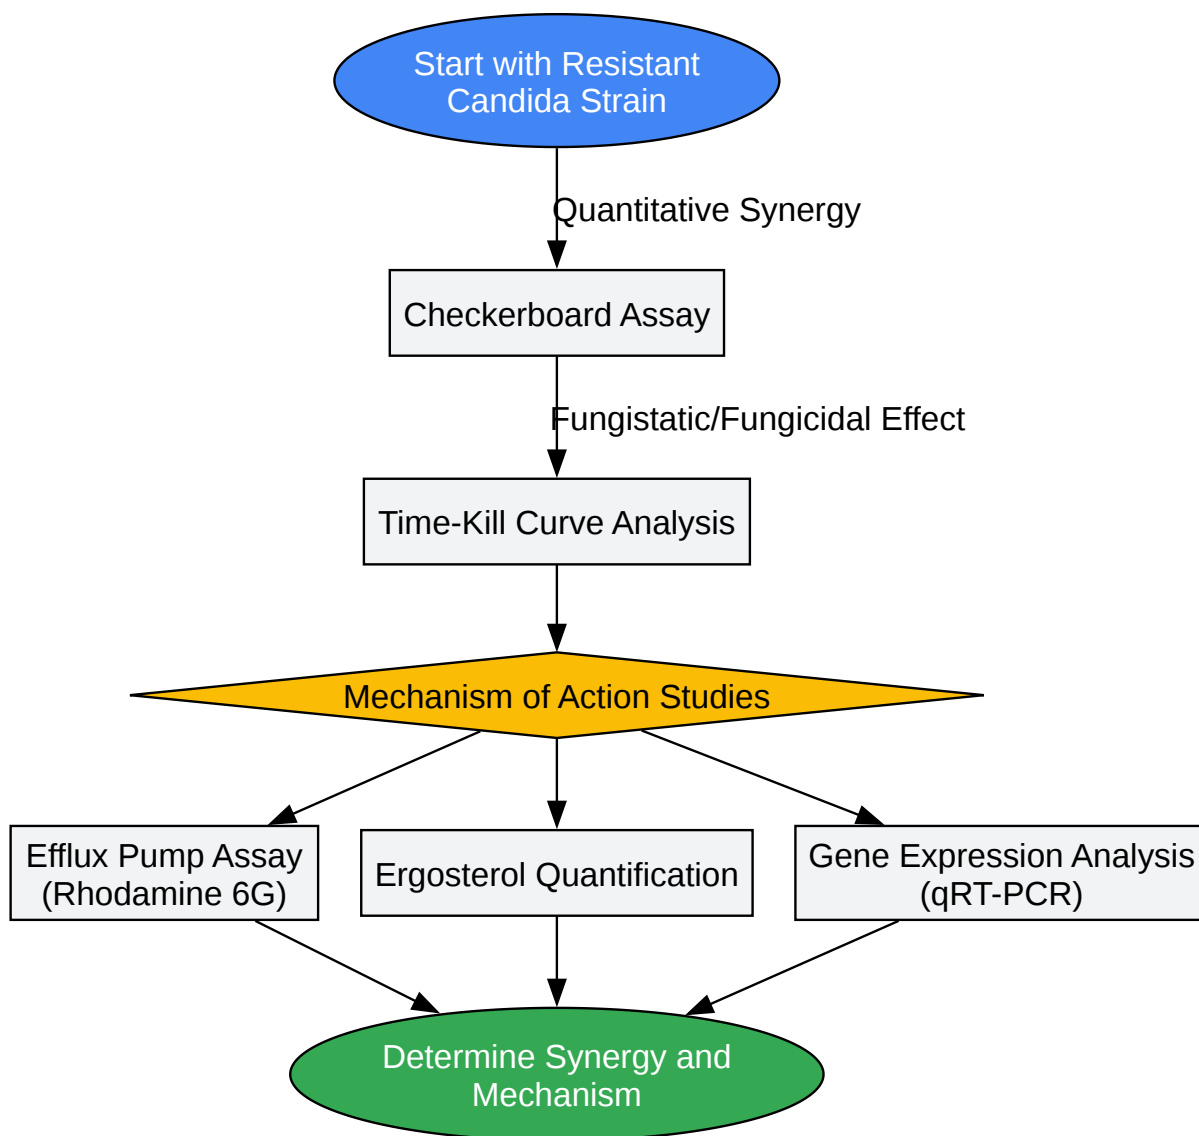 Start with Resistant
Candida Strain
Quantitative Synergy
Checkerboard Assay
Fungistatic/Fungicidal Effect
Time-Kill Curve Analysis
Mechanism of Action Studies
Efflux Pump Assay
(Rhodamine 6G)
Ergosterol Quantification
Gene Expression Analysis
(qRT-PCR)
Determine Synergy and
Mechanism